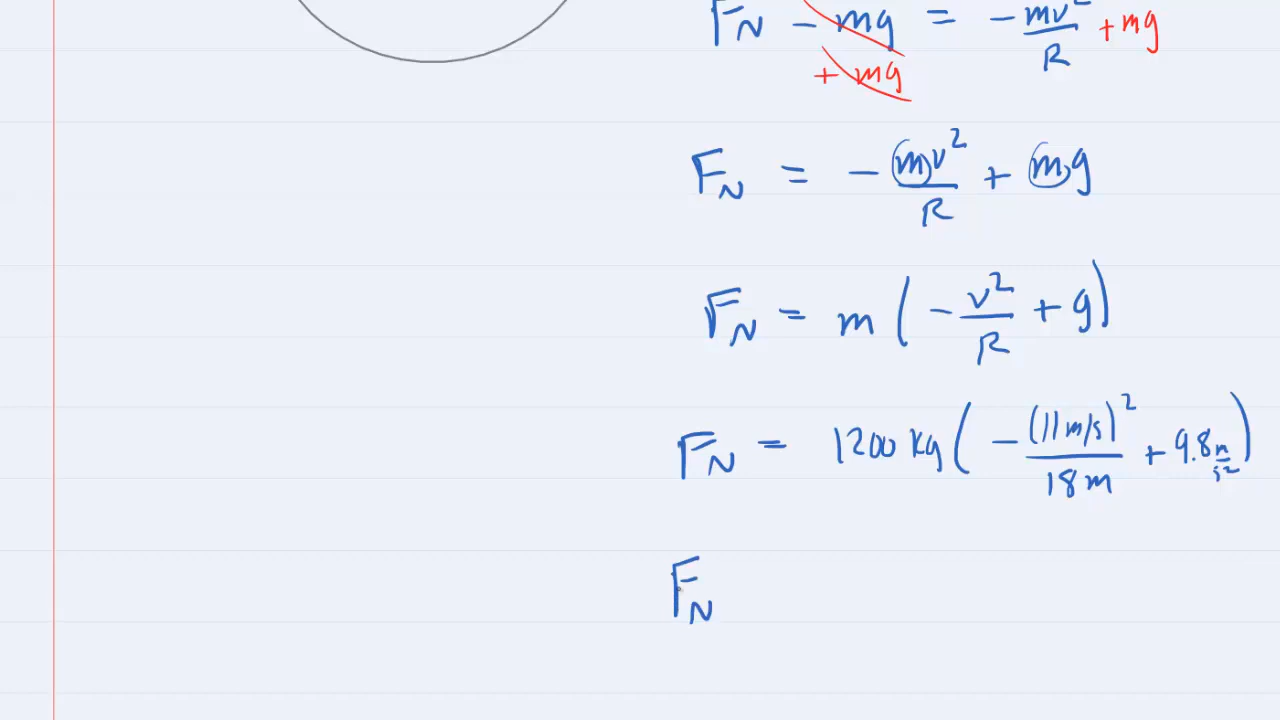 F_N - mg = - mv²/R + mg
+ mg
F_N = - mv²/R + mg
F_N = m ( - v²/R + g )
F_N = 1200 kg ( - (11 m/s)²/18 m + 9.8 m/s² )
F_N